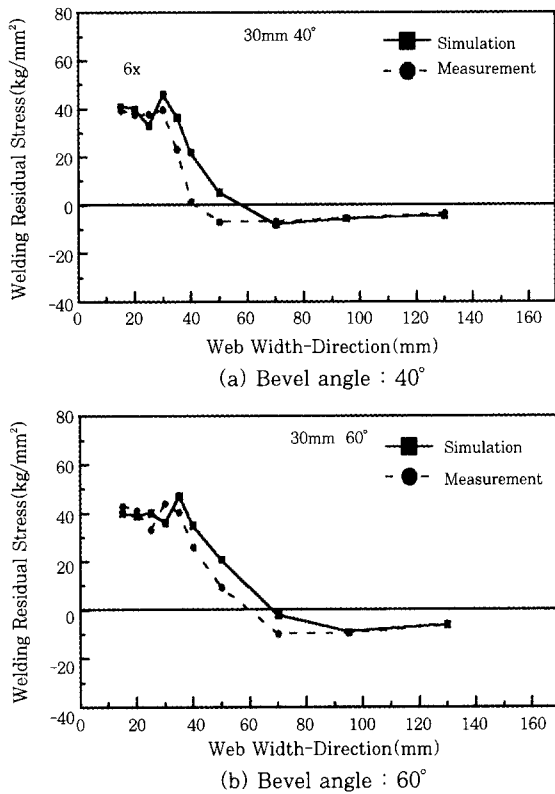 80
60
40
20
0
-20
-40
Welding Residual Stress(kg/mm²)
30mm 40°
6x
Simulation
Measurement
0 20 40 60 80 100 120 140 160
Web Width-Direction(mm)
(a) Bevel angle : 40°
80
60
40
20
0
-20
-40
Welding Residual Stress(kg/mm²)
30mm 60°
Simulation
Measurement
0 20 40 60 80 100 120 140 160
Web Width-Direction(mm)
(b) Bevel angle : 60°